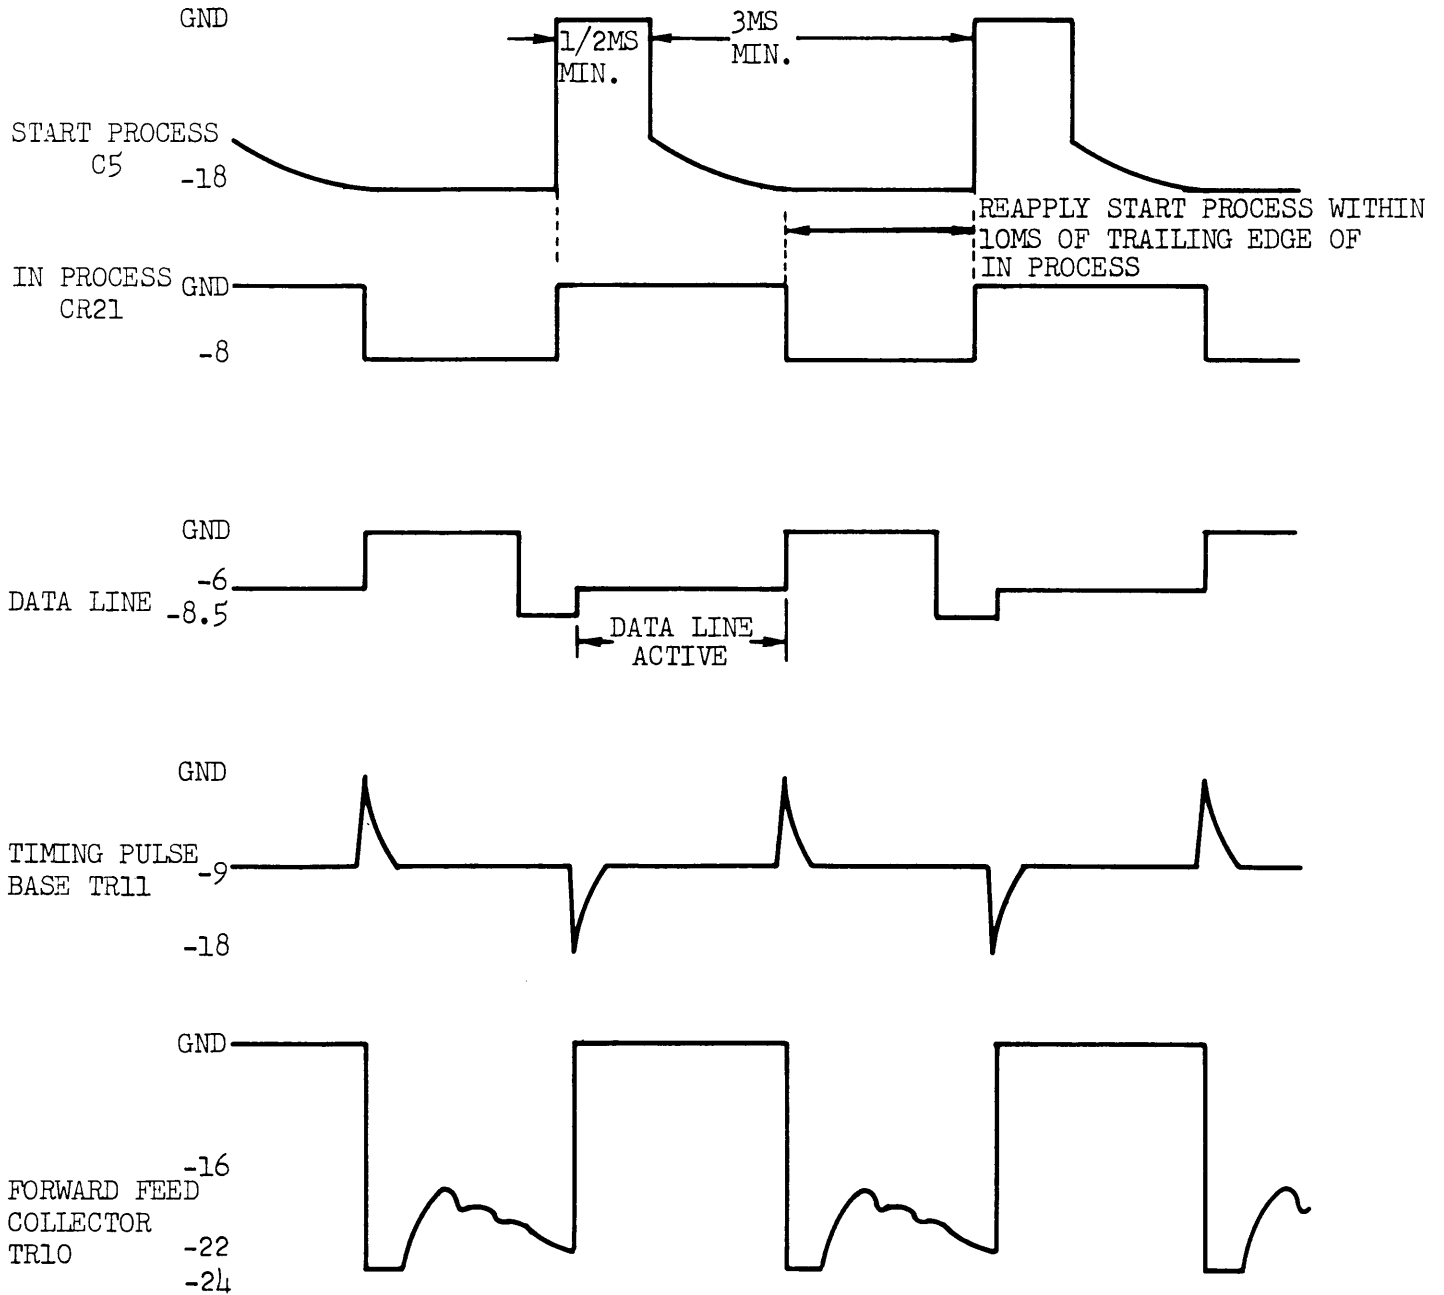 GND
1/2MS
MIN.
3MS
MIN.
START PROCESS
C5
-18
REAPPLY START PROCESS WITHIN
10MS OF TRAILING EDGE OF
IN PROCESS
IN PROCESS
CR21
GND
-8
GND
-6
DATA LINE
-8.5
DATA LINE
ACTIVE
GND
TIMING PULSE
BASE TR11
-9
-18
GND
-16
FORWARD FEED
COLLECTOR
TR10
-22
-24